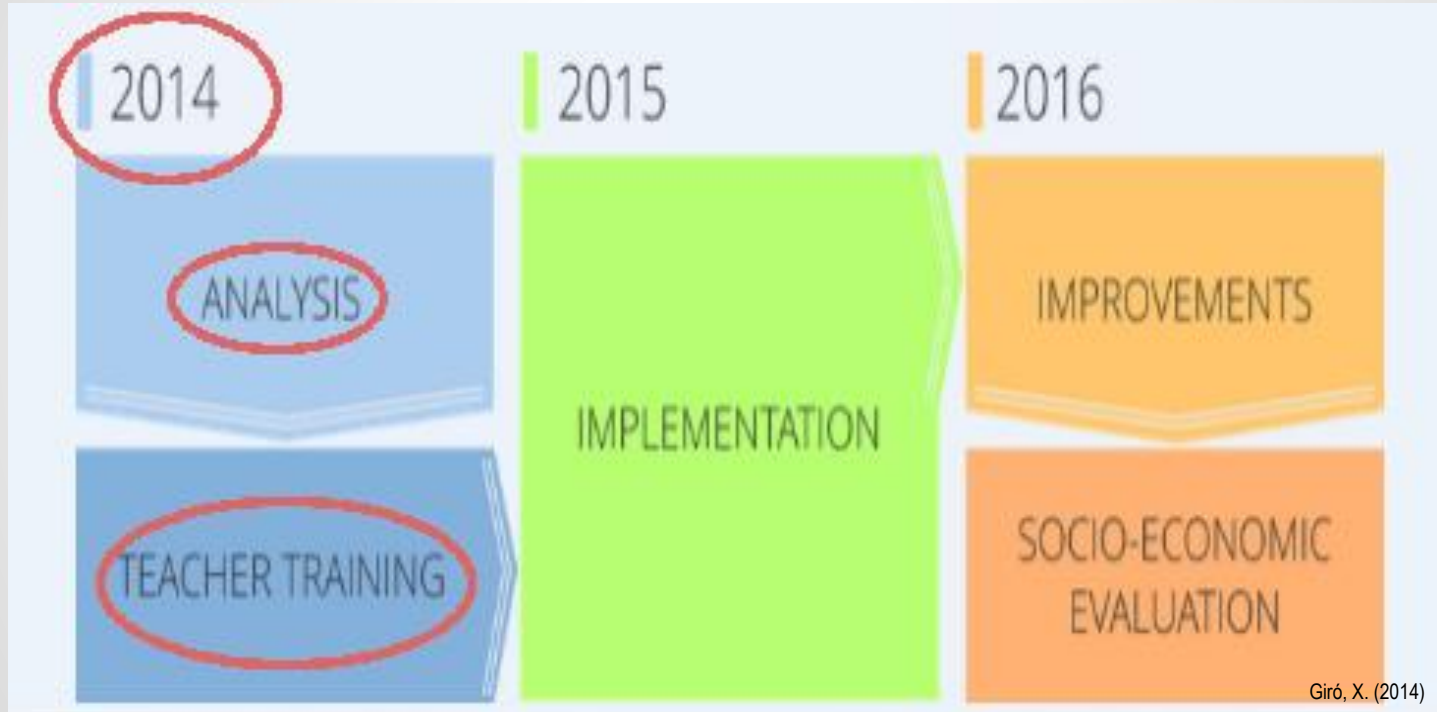 2014
ANALYSIS
TEACHER TRAINING
2015
IMPLEMENTATION
2016
IMPROVEMENTS
SOCIO-ECONOMIC
EVALUATION
Giró, X. (2014)